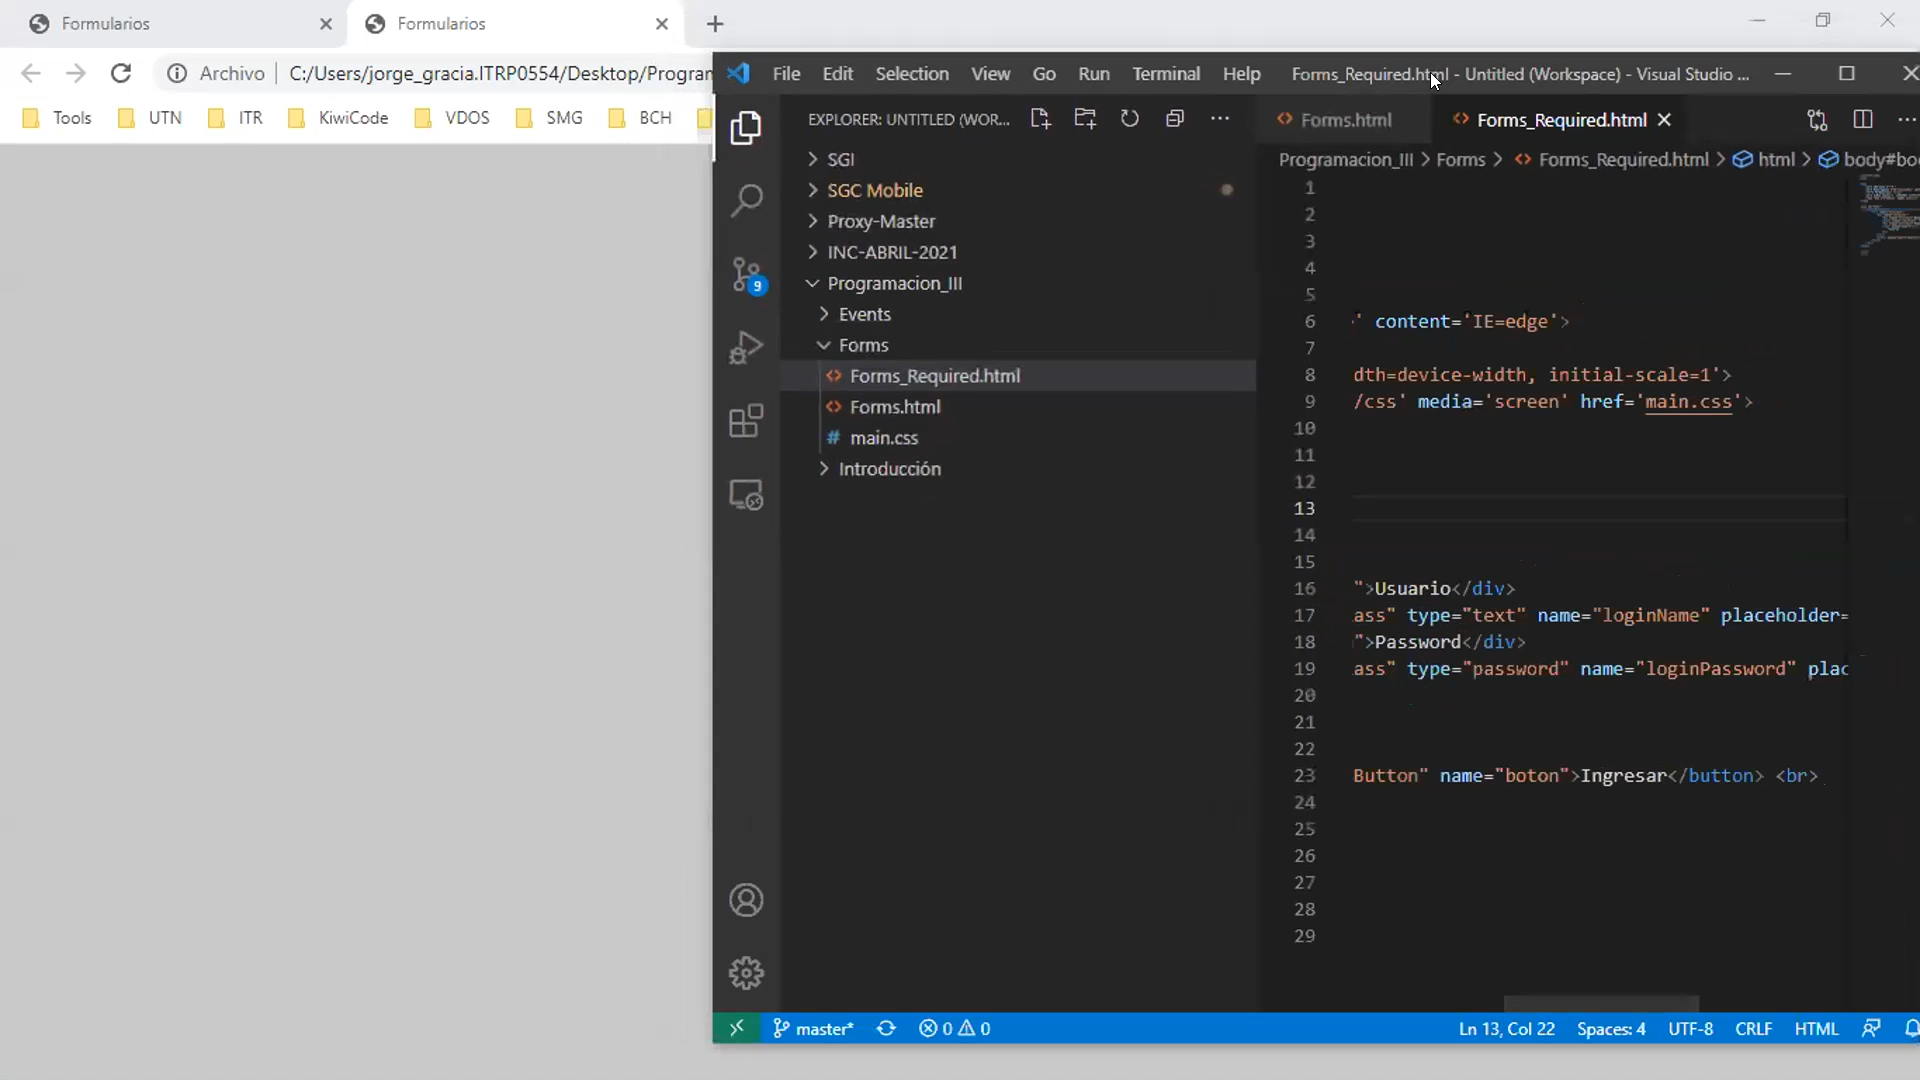 Formularios
Formularios
Archivo
C:/Users/jorge_gracia.ITRP0554/Desktop/Program
Tools
UTN
ITR
KiwiCode
VDOS
SMG
BCH
File Edit Selection View Go Run Terminal Help
Forms_Required.html - Untitled (Workspace) - Visual Studio ...
EXPLORER: UNTITLED (WOR...
SGI
SGC Mobile
Proxy-Master
INC-ABRIL-2021
Programacion_III
Events
Forms
Forms_Required.html
Forms.html
main.css
Introducción
9
Forms.html
Forms_Required.html
Programacion_III > Forms > Forms_Required.html > html > body#bo
1
2
3
4
5
6 ' content='IE=edge'>
7
8 dth=device-width, initial-scale=1'>
9 /css' media='screen' href='main.css'>
10
11
12
13
14
15
16 ">Usuario</div>
17 ass" type="text" name="loginName" placeholder=
18 ">Password</div>
19 ass" type="password" name="loginPassword" plac
20
21
22
23 Button" name="boton">Ingresar</button> <br>
24
25
26
27
28
29
master*
0
0
Ln 13, Col 22
Spaces: 4
UTF-8
CRLF
HTML